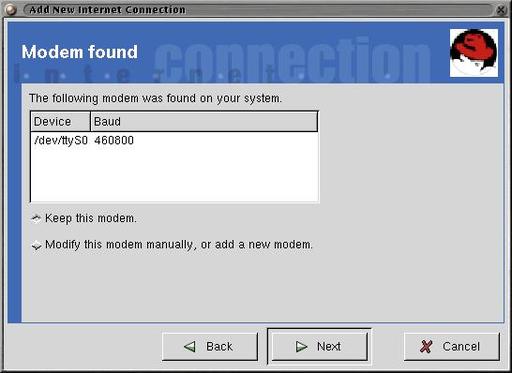 Add New Internet Connection
Modem found
connection
internet
The following modem was found on your system.
Device Baud
/dev/ttyS0 460800
Keep this modem.
Modify this modem manually, or add a new modem.
Back Next Cancel